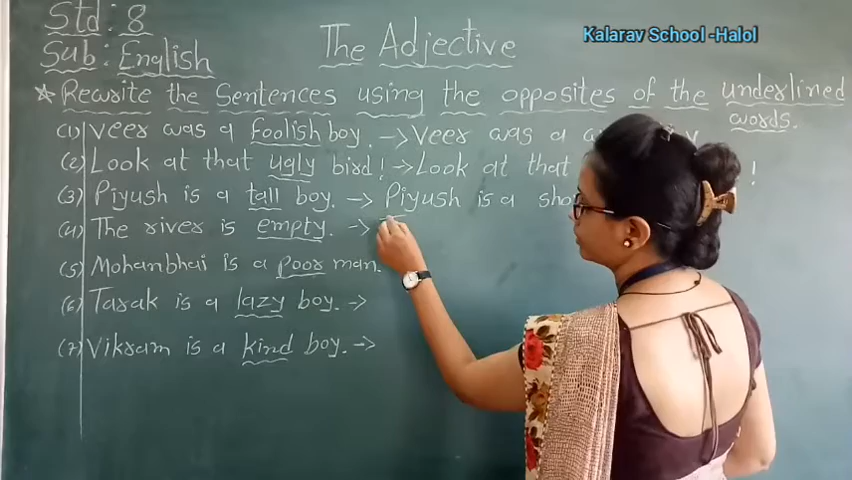 Std: 8
Sub: English
The Adjective
Kalarav School -Halol
☆ Rewrite the Sentences using the opposites of the underlined words.
(1) Veer was a foolish boy. → Veer was a
(2) Look at that ugly bird! → Look at that !
(3) Piyush is a tall boy. → Piyush is a
(4) The river is empty. →
(5) Mohanbhai is a poor man.
(6) Tarak is a lazy boy. →
(7) Vikram is a kind boy. →